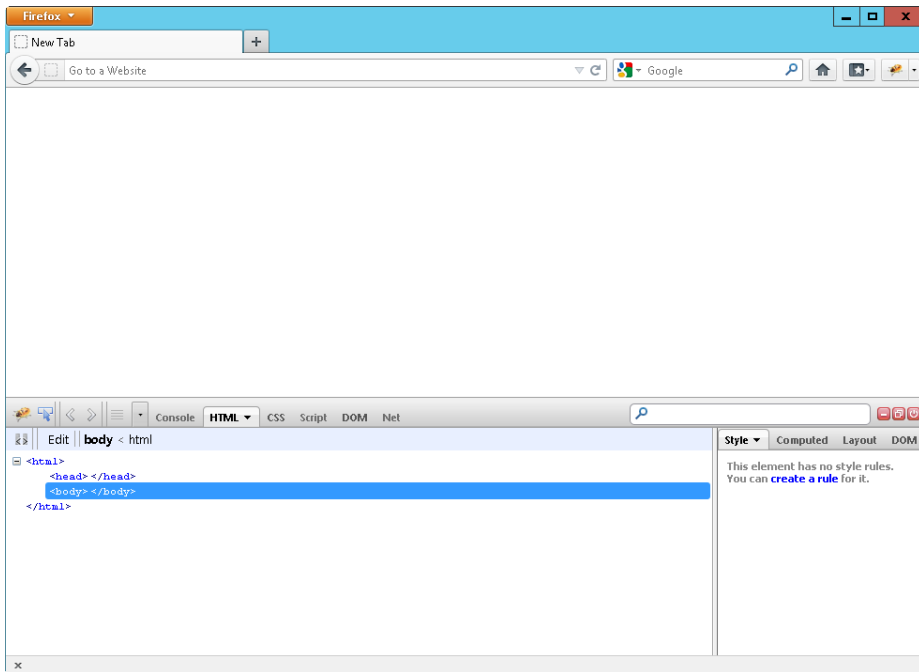 Firefox
New Tab
Go to a Website
Google
Console HTML CSS Script DOM Net
Edit body < html
Style Computed Layout DOM
<html>
<head></head>
<body></body>
</html>
This element has no style rules.
You can create a rule for it.